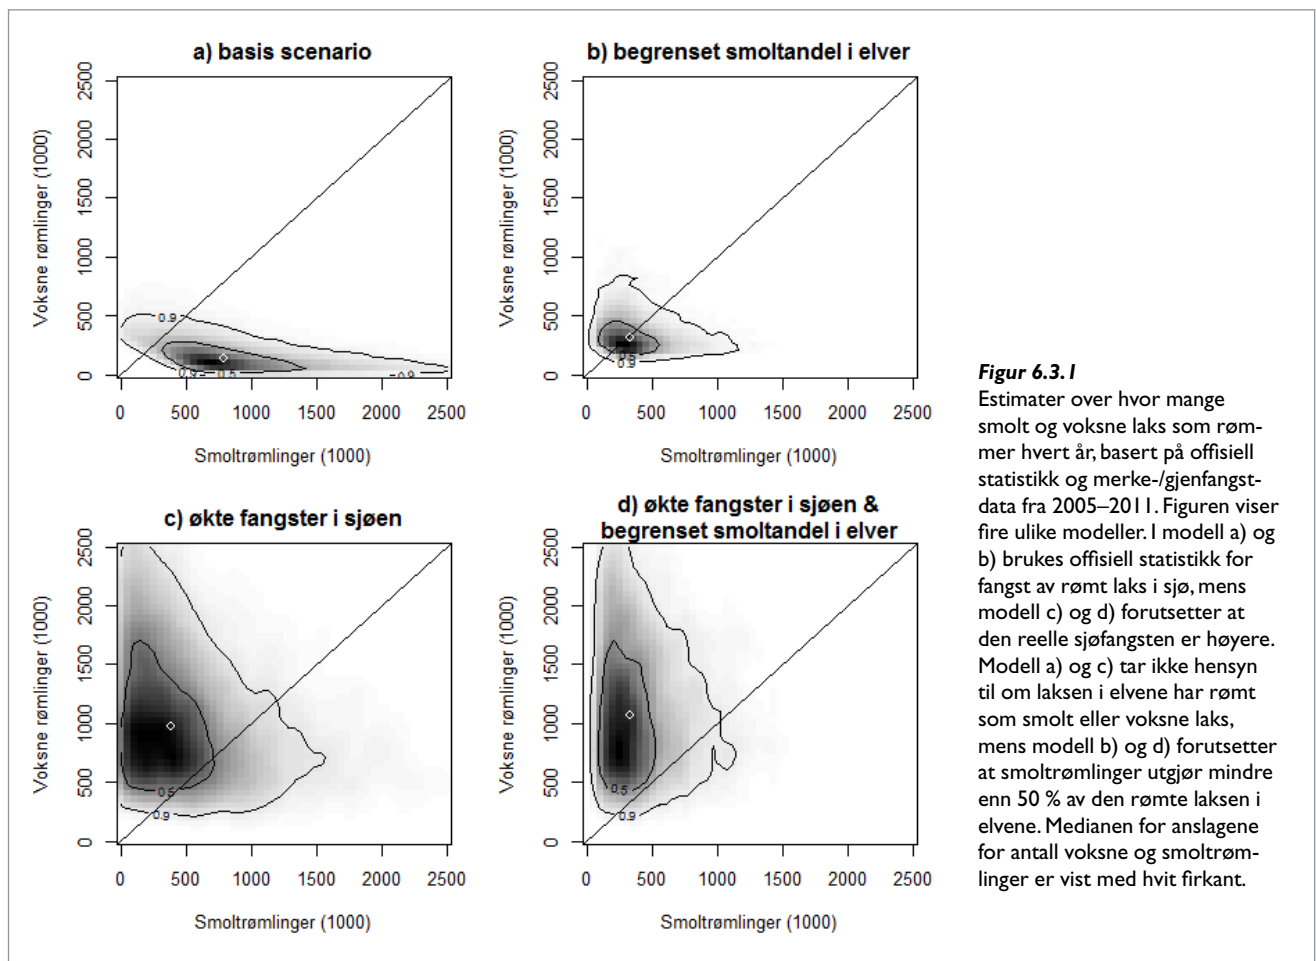 a) basis scenario
Voksne rømlinger (1000)
2500
2000
1500
1000
500
0
0.9
0.9
0.5
0.9
0 500 1000 1500 2000 2500
Smoltrømlinger (1000)
b) begrenset smoltandel i elver
Voksne rømlinger (1000)
2500
2000
1500
1000
500
0
0.5
0.9
0 500 1000 1500 2000 2500
Smoltrømlinger (1000)
c) økte fangster i sjøen
Voksne rømlinger (1000)
2500
2000
1500
1000
500
0
0.5
0.9
0 500 1000 1500 2000 2500
Smoltrømlinger (1000)
d) økte fangster i sjøen &
begrenset smoltandel i elver
Voksne rømlinger (1000)
2500
2000
1500
1000
500
0
0.5
0.9
0 500 1000 1500 2000 2500
Smoltrømlinger (1000)
Figur 6.3.1
Estimater over hvor mange
smolt og voksne laks som røm-
mer hvert år, basert på offisiell
statistikk og merke-/gjenfangst-
data fra 2005–2011. Figuren viser
fire ulike modeller. I modell a) og
b) brukes offisiell statistikk for
fangst av rømt laks i sjø, mens
modell c) og d) forutsetter at
den reelle sjøfangsten er høyere.
Modell a) og c) tar ikke hensyn
til om laksen i elvene har rømt
som smolt eller voksne laks,
mens modell b) og d) forutsetter
at smoltrømlinger utgjør mindre
enn 50 % av den rømte laksen i
elvene. Medianen for anslagene
for antall voksne og smoltrøm-
linger er vist med hvit firkant.